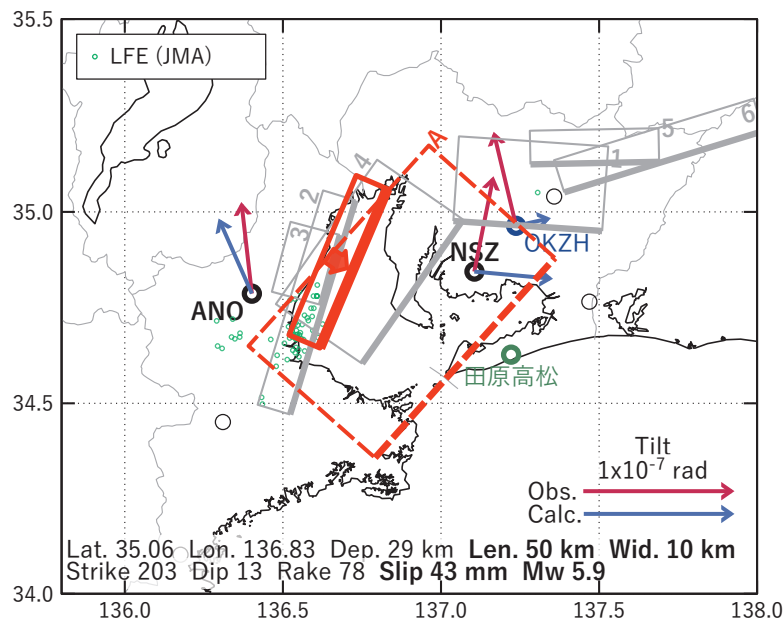 35.5
LFE (JMA)
A
5
6
1
4
2
3
35.0
OKZH
NSZ
ANO
田原高松
34.5
Tilt
1x10-7 rad
Obs.
Calc.
Lat. 35.06 Lon. 136.83 Dep. 29 km Len. 50 km Wid. 10 km
Strike 203 Dip 13 Rake 78 Slip 43 mm Mw 5.9
34.0
136.0 136.5 137.0 137.5 138.0